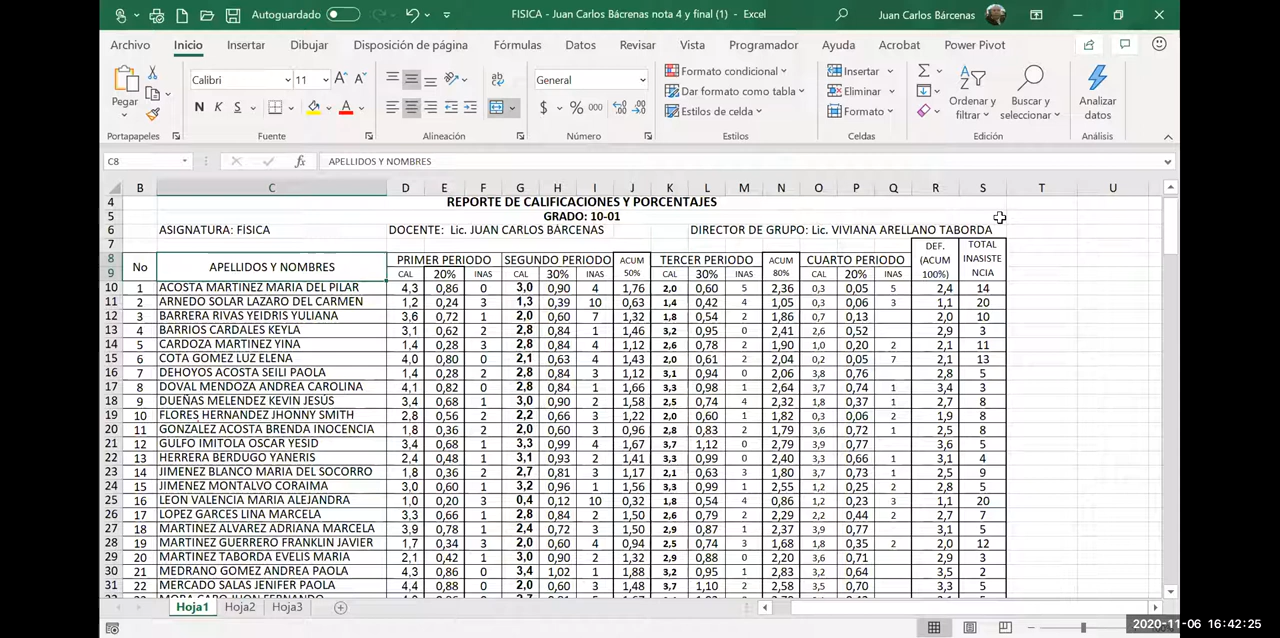 Autoguardado FISICA - Juan Carlos Bácrenas nota 4 y final (1) - Excel Juan Carlos Bárcenas
Archivo Inicio Insertar Dibujar Disposición de página Fórmulas Datos Revisar Vista Programador Ayuda Acrobat Power Pivot
Pegar Calibri 11 General Formato condicional Dar formato como tabla Estilos de celda Insertar Eliminar Formato Ordenar y filtrar Buscar y seleccionar Analizar datos
N K S $ % 000
Portapapeles Fuente Alineación Número Estilos Celdas Edición Análisis
C8 fx APELLIDOS Y NOMBRES
B C D E F G H I J K L M N O P Q R S T U
4 REPORTE DE CALIFICACIONES Y PORCENTAJES
5 GRADO: 10-01
6 ASIGNATURA: FÍSICA DOCENTE: Lic. JUAN CARLOS BÁRCENAS DIRECTOR DE GRUPO: Lic. VIVIANA ARELLANO TABORDA
7 DEF. (ACUM 100%) TOTAL INASISTE NCIA
8 No APELLIDOS Y NOMBRES PRIMER PERIODO SEGUNDO PERIODO ACUM 50% TERCER PERIODO ACUM 80% CUARTO PERIODO
9 CAL 20% INAS CAL 30% INAS CAL 30% INAS CAL 20% INAS
10 1 ACOSTA MARTINEZ MARIA DEL PILAR 4,3 0,86 0 3,0 0,90 4 1,76 2,0 0,60 5 2,36 0,3 0,05 5 2,4 14
11 2 ARNEDO SOLAR LAZARO DEL CARMEN 1,2 0,24 3 1,3 0,39 10 0,63 1,4 0,42 4 1,05 0,3 0,06 3 1,1 20
12 3 BARRERA RIVAS YEIDRIS YULIANA 3,6 0,72 1 2,0 0,60 7 1,32 1,8 0,54 2 1,86 0,7 0,13 2,0 10
13 4 BARRIOS CARDALES KEYLA 3,1 0,62 2 2,8 0,84 1 1,46 3,2 0,95 0 2,41 2,6 0,52 2,9 3
14 5 CARDOZA MARTINEZ YINA 1,4 0,28 3 2,8 0,84 4 1,12 2,6 0,78 2 1,90 1,0 0,20 2 2,1 11
15 6 COTA GOMEZ LUZ ELENA 4,0 0,80 0 2,1 0,63 4 1,43 2,0 0,61 2 2,04 0,2 0,05 7 2,1 13
16 7 DEHOYOS ACOSTA SEILI PAOLA 1,4 0,28 2 2,8 0,84 3 1,12 3,1 0,94 0 2,06 3,8 0,76 2,8 5
17 8 DOVAL MENDOZA ANDREA CAROLINA 4,1 0,82 0 2,8 0,84 1 1,66 3,3 0,98 1 2,64 3,7 0,74 1 3,4 3
18 9 DUEÑAS MELENDEZ KEVIN JESÚS 3,4 0,68 1 3,0 0,90 2 1,58 2,5 0,74 4 2,32 1,8 0,37 1 2,7 8
19 10 FLORES HERNANDEZ JHONNY SMITH 2,8 0,56 2 2,2 0,66 3 1,22 2,0 0,60 1 1,82 0,3 0,06 2 1,9 8
20 11 GONZALEZ ACOSTA BRENDA INOCENCIA 1,8 0,36 2 2,0 0,60 3 0,96 2,8 0,83 2 1,79 3,6 0,72 1 2,5 8
21 12 GULFO IMITOLA OSCAR YESID 3,4 0,68 1 3,3 0,99 4 1,67 3,7 1,12 0 2,79 3,9 0,77 3,6 5
22 13 HERRERA BERDUGO YANERIS 2,4 0,48 1 3,1 0,93 2 1,41 3,3 0,99 0 2,40 3,3 0,66 1 3,1 4
23 14 JIMENEZ BLANCO MARIA DEL SOCORRO 1,8 0,36 2 2,7 0,81 3 1,17 2,1 0,63 3 1,80 3,7 0,73 1 2,5 9
24 15 JIMENEZ MONTALVO CORAIMA 3,0 0,60 1 3,2 0,96 1 1,56 3,3 0,99 1 2,55 1,2 0,25 2 2,8 5
25 16 LEON VALENCIA MARIA ALEJANDRA 1,0 0,20 3 0,4 0,12 10 0,32 1,8 0,54 4 0,86 1,2 0,23 3 1,1 20
26 17 LOPEZ GARCES LINA MARCELA 3,3 0,66 1 2,8 0,84 2 1,50 2,6 0,79 2 2,29 2,2 0,44 2 2,7 7
27 18 MARTINEZ ALVAREZ ADRIANA MARCELA 3,9 0,78 1 2,4 0,72 3 1,50 2,9 0,87 1 2,37 3,9 0,77 3,1 5
28 19 MARTINEZ GUERRERO FRANKLIN JAVIER 1,7 0,34 3 2,0 0,60 4 0,94 2,5 0,74 3 1,68 1,8 0,35 2 2,0 12
29 20 MARTINEZ TABORDA EVELIS MARIA 2,1 0,42 1 3,0 0,90 2 1,32 2,9 0,88 0 2,20 3,6 0,71 2,9 3
30 21 MEDRANO GOMEZ ANDREA PAOLA 4,3 0,86 0 3,4 1,02 1 1,88 3,2 0,95 1 2,83 3,2 0,64 3,5 2
31 22 MERCADO SALAS JENIFER PAOLA 4,4 0,88 0 2,0 0,60 3 1,48 3,7 1,10 2 2,58 3,5 0,70 3,3 5
Hoja1 Hoja2 Hoja3
2020-11-06 16:42:25